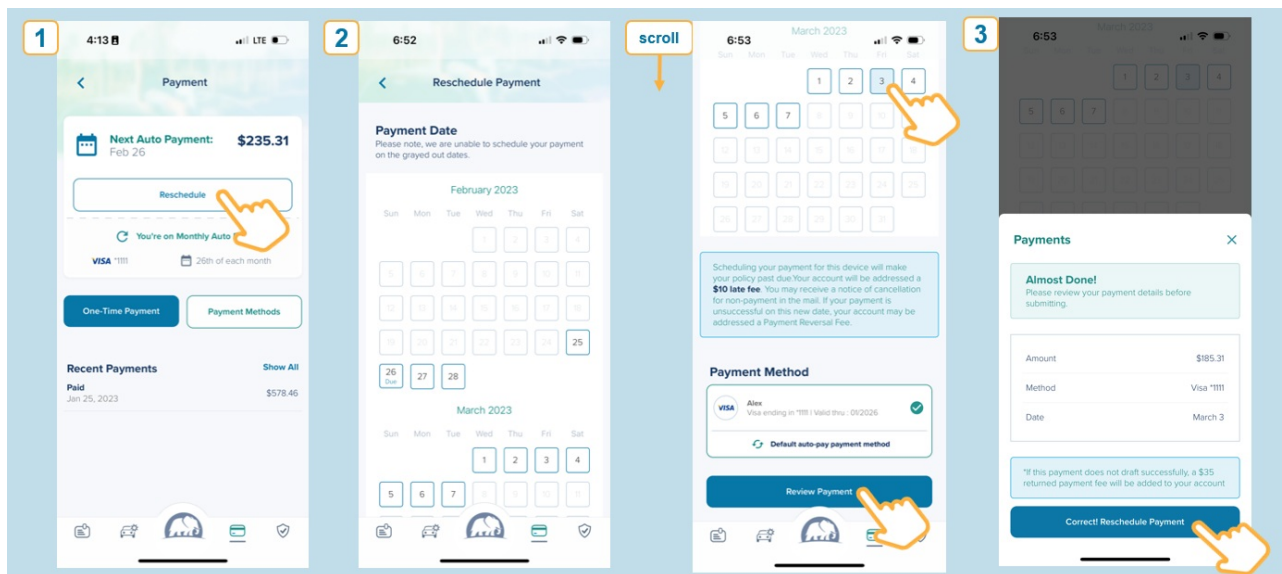 1
4:13
LTE
Payment
Next Auto Payment:
$235.31
Feb 26
Reschedule
You're on Monthly Auto
VISA *1111
26th of each month
One-Time Payment
Payment Methods
Recent Payments
Show All
Paid
Jan 25, 2023
$578.46
2
6:52
Reschedule Payment
Payment Date
Please note, we are unable to schedule your payment
on the grayed out dates.
February 2023
Sun Mon Tue Wed Thu Fri Sat
1 2 3 4
5 6 7 8 9 10 11
12 13 14 15 16 17 18
19 20 21 22 23 24 25
26 27 28
Due
March 2023
Sun Mon Tue Wed Thu Fri Sat
1 2 3 4
5 6 7 8 9 10 11
scroll
6:53
March 2023
Sun Mon Tue Wed Thu Fri Sat
1 2 3 4
5 6 7 8 9 10
12 13 14 15 16 17 18
19 20 21 22 23 24 25
26 27 28 29 30 31
Scheduling your payment for this device will make
your policy past due.Your account will be addressed a
$10 late fee. You may receive a notice of cancellation
for non-payment in the mail. If your payment is
unsuccessful on this new date, your account may be
addressed a Payment Reversal Fee.
Payment Method
VISA
Alex
Visa ending in *1111 | Valid thru : 01/2026
Default auto-pay payment method
Review Payment
3
6:53
March 2023
1 2 3 4
5 6 7
Payments
Almost Done!
Please review your payment details before
submitting.
Amount
$185.31
Method
Visa *1111
Date
March 3
*If this payment does not draft successfully, a $35
returned payment fee will be added to your account
Correct! Reschedule Payment